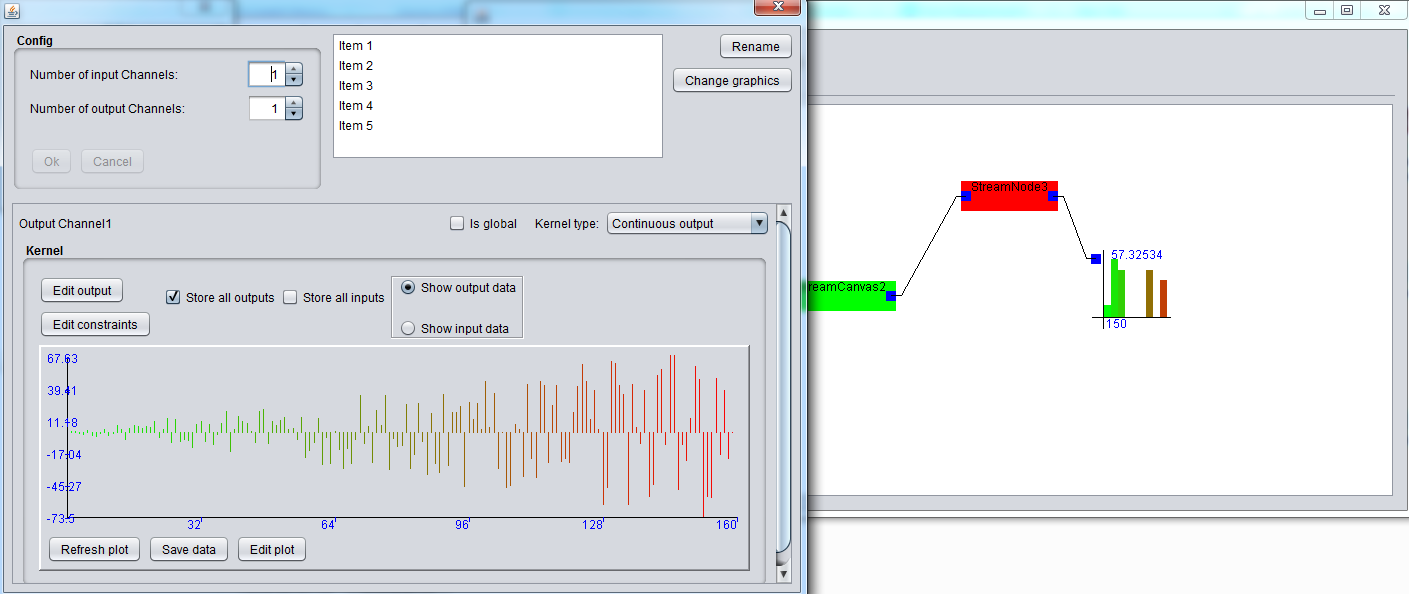 Config
Number of input Channels: 1
Number of output Channels: 1
Ok Cancel
Item 1
Item 2
Item 3
Item 4
Item 5
Rename
Change graphics
Output Channel1 Is global Kernel type: Continuous output
Kernel
Edit output Store all outputs Store all inputs Show output data
Edit constraints Show input data
67.63
39.41
11.18
-17.04
-45.27
-73.5
32 64 96 128 160
Refresh plot Save data Edit plot
StreamNode3
reamCanvas2
57.32534
150